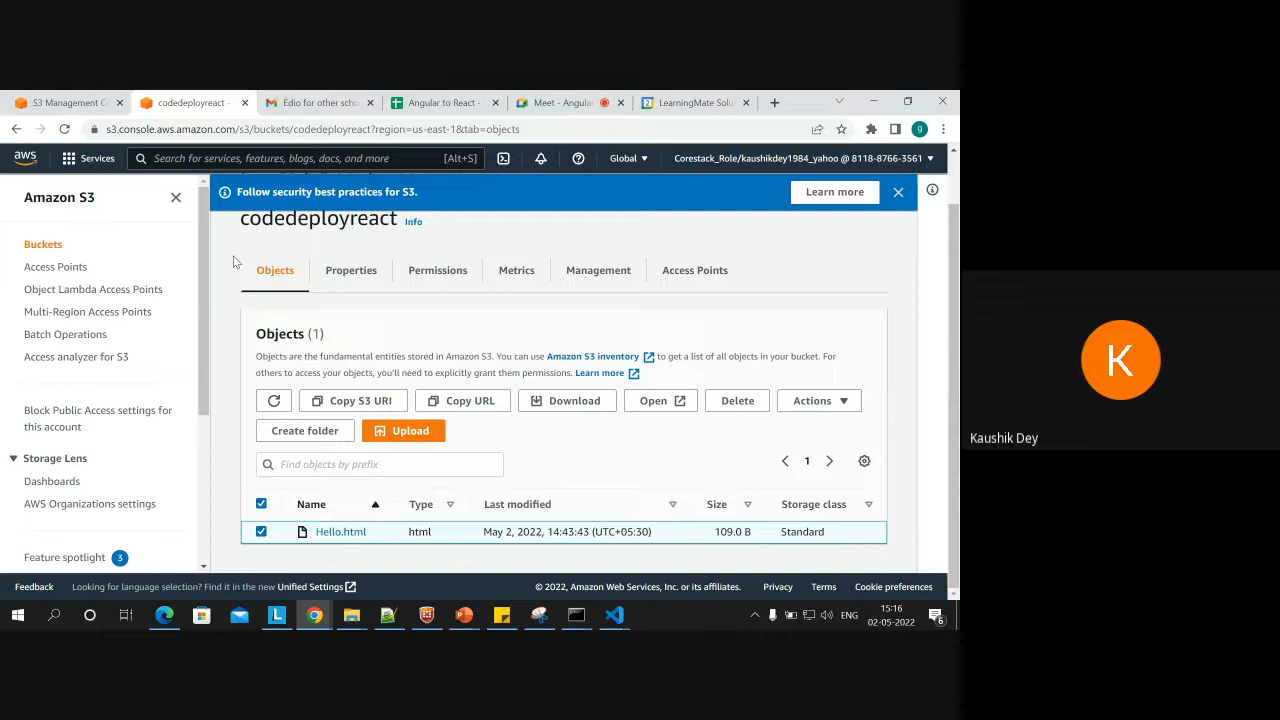 S3 Management C
codedeployreact -
Edio for other scho
Angular to React -
Meet - Angula
LearningMate Solu
s3.console.aws.amazon.com/s3/buckets/codedeployreact?region=us-east-1&tab=objects
g
aws
Services
Search for services, features, blogs, docs, and more
[Alt+S]
Global
Corestack_Role/kaushikdey1984_yahoo @ 8118-8766-3561
Amazon S3
Buckets
Access Points
Object Lambda Access Points
Multi-Region Access Points
Batch Operations
Access analyzer for S3
Block Public Access settings for
this account
Storage Lens
Dashboards
AWS Organizations settings
Feature spotlight 3
Follow security best practices for S3.
Learn more
codedeployreact Info
Objects
Properties
Permissions
Metrics
Management
Access Points
Objects (1)
Objects are the fundamental entities stored in Amazon S3. You can use Amazon S3 inventory to get a list of all objects in your bucket. For
others to access your objects, you'll need to explicitly grant them permissions. Learn more
Copy S3 URI
Copy URL
Download
Open
Delete
Actions
Create folder
Upload
Find objects by prefix
1
Name Type Last modified Size Storage class
Hello.html html May 2, 2022, 14:43:43 (UTC+05:30) 109.0 B Standard
Feedback
Looking for language selection? Find it in the new Unified Settings
© 2022, Amazon Web Services, Inc. or its affiliates.
Privacy
Terms
Cookie preferences
L
ENG
15:16
02-05-2022
6
K
Kaushik Dey